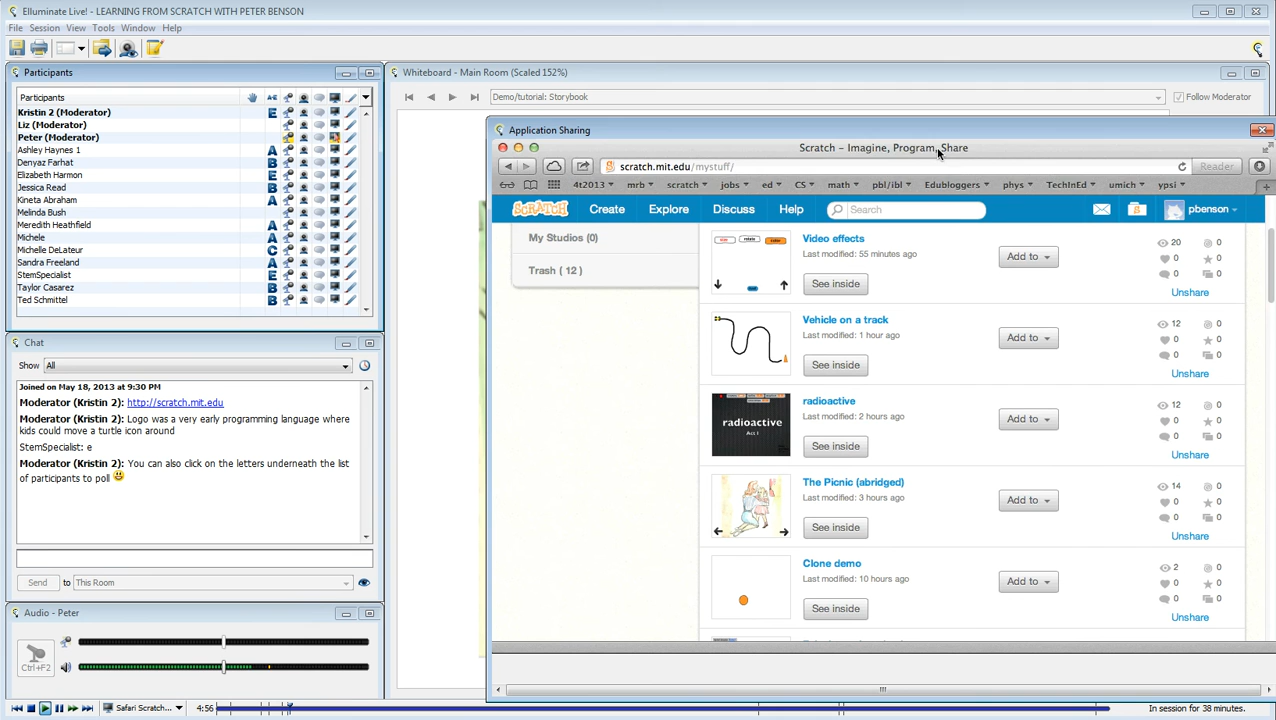 Elluminate Live! - LEARNING FROM SCRATCH WITH PETER BENSON
File Session View Tools Window Help
Participants
Participants
Kristin 2 (Moderator) E
Liz (Moderator)
Peter (Moderator)
Ashley Haynes 1 A
Denyaz Farhat B
Elizabeth Harmon A
Jessica Read B
Kineta Abraham A
Melinda Bush
Meredith Heathfield A
Michele A
Michelle DeLateur C
Sandra Freeland A
StemSpecialist E
Taylor Casarez B
Ted Schmittel B
Chat
Show All
Joined on May 18, 2013 at 9:30 PM
Moderator (Kristin 2): http://scratch.mit.edu
Moderator (Kristin 2): Logo was a very early programming language where
kids could move a turtle icon around
StemSpecialist: e
Moderator (Kristin 2): You can also click on the letters underneath the list
of participants to poll
Send to This Room
Audio - Peter
Ctrl+F2
Safari Scratch... 4:56
In session for 38 minutes.
Whiteboard - Main Room (Scaled 152%)
Demo/tutorial: Storybook
Follow Moderator
Application Sharing
Scratch – Imagine, Program, Share
scratch.mit.edu/mystuff/
Reader
4t2013 mrb scratch jobs ed CS math pbl/ibl Edubloggers phys TechInEd umich ypsi
SCRATCH Create Explore Discuss Help Search pbenson
My Studios (0)
Trash ( 12 )
Video effects
Last modified: 55 minutes ago
See inside
Add to
20 0
0 0
0 0
Unshare
Vehicle on a track
Last modified: 1 hour ago
See inside
Add to
12 0
0 0
0 0
Unshare
radioactive
Act I
radioactive
Last modified: 2 hours ago
See inside
Add to
12 0
0 0
0 0
Unshare
The Picnic (abridged)
Last modified: 3 hours ago
See inside
Add to
14 0
0 0
0 0
Unshare
Clone demo
Last modified: 10 hours ago
See inside
Add to
2 0
0 0
0 0
Unshare